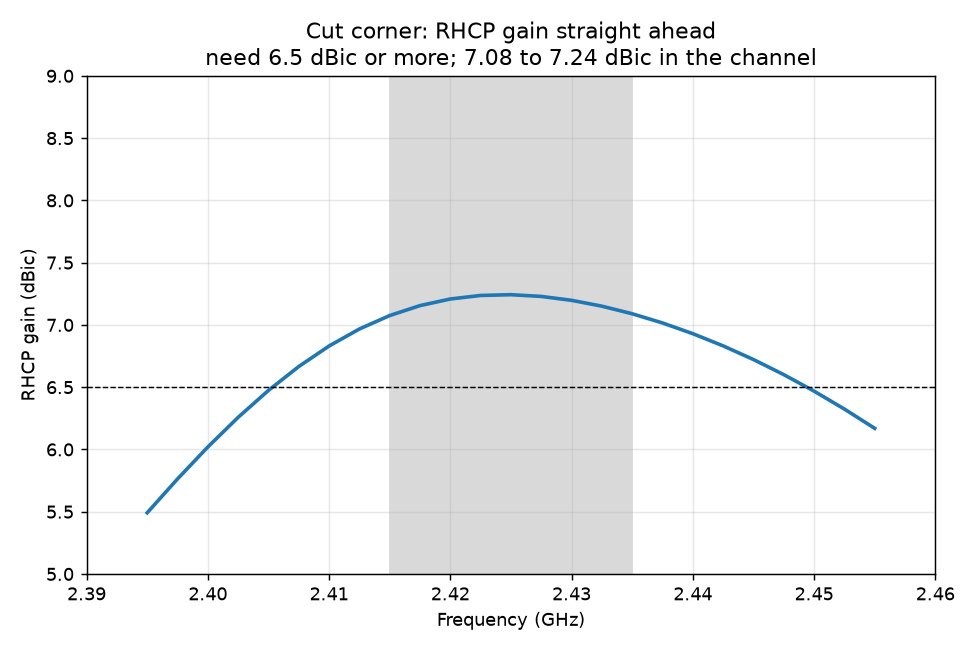 Cut corner: RHCP gain straight ahead
need 6.5 dBic or more; 7.08 to 7.24 dBic in the channel
9.0
8.5
8.0
7.5
7.0
6.5
6.0
5.5
5.0
RHCP gain (dBic)
2.39 2.40 2.41 2.42 2.43 2.44 2.45 2.46
Frequency (GHz)